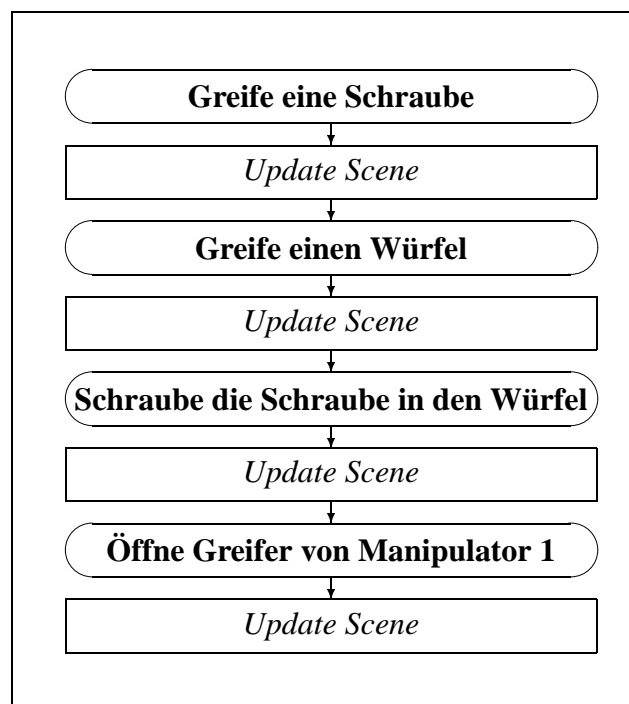 Greife eine Schraube
Update Scene
Greife einen Würfel
Update Scene
Schraube die Schraube in den Würfel
Update Scene
Öffne Greifer von Manipulator 1
Update Scene